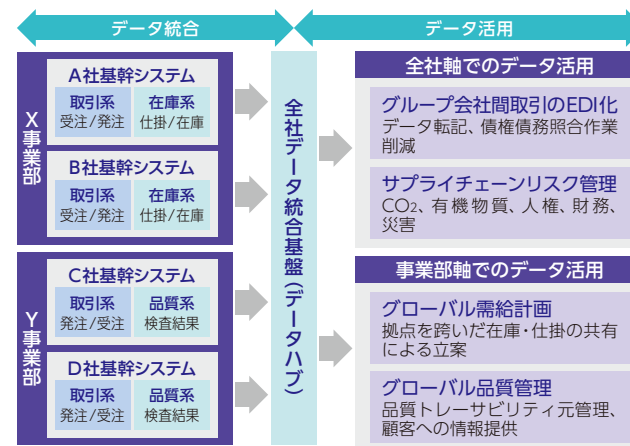 データ統合
データ活用
X事業部
A社基幹システム
取引系
受注/発注
在庫系
仕掛/在庫
B社基幹システム
取引系
受注/発注
在庫系
仕掛/在庫
Y事業部
C社基幹システム
取引系
発注/受注
品質系
検査結果
D社基幹システム
取引系
発注/受注
品質系
検査結果
全社データ統合基盤(データハブ)
全社軸でのデータ活用
グループ会社間取引のEDI化
データ転記、債権債務照合作業
削減
サプライチェーンリスク管理
CO₂、有機物質、人権、財務、
災害
事業部軸でのデータ活用
グローバル需給計画
拠点を跨いだ在庫・仕掛の共有
による立案
グローバル品質管理
品質トレーサビリティ元管理、
顧客への情報提供